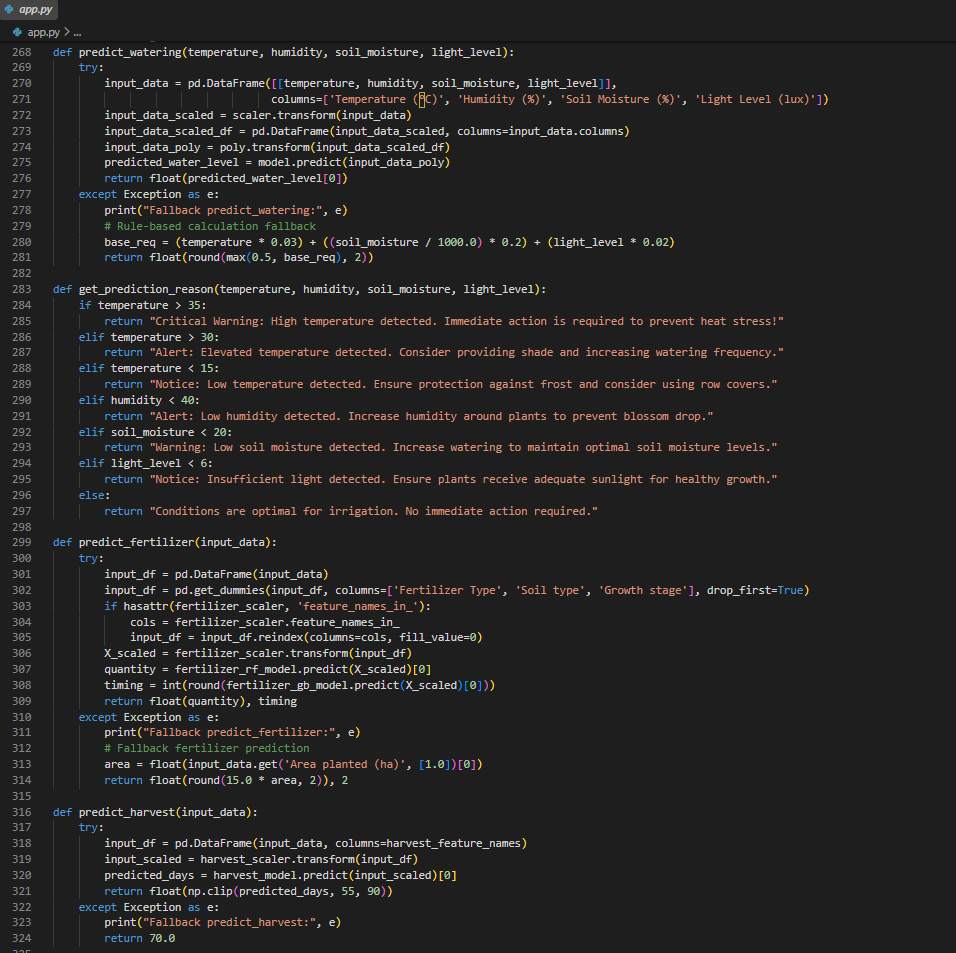 app.py
app.py > ...
268 def predict_watering(temperature, humidity, soil_moisture, light_level):
269     try:
270         input_data = pd.DataFrame([[temperature, humidity, soil_moisture, light_level]],
271                                   columns=['Temperature (°C)', 'Humidity (%)', 'Soil Moisture (%)', 'Light Level (lux)'])
272         input_data_scaled = scaler.transform(input_data)
273         input_data_scaled_df = pd.DataFrame(input_data_scaled, columns=input_data.columns)
274         input_data_poly = poly.transform(input_data_scaled_df)
275         predicted_water_level = model.predict(input_data_poly)
276         return float(predicted_water_level[0])
277     except Exception as e:
278         print("Fallback predict_watering:", e)
279         # Rule-based calculation fallback
280         base_req = (temperature * 0.03) + ((soil_moisture / 1000.0) * 0.2) + (light_level * 0.02)
281         return float(round(max(0.5, base_req), 2))
282
283 def get_prediction_reason(temperature, humidity, soil_moisture, light_level):
284     if temperature > 35:
285         return "Critical Warning: High temperature detected. Immediate action is required to prevent heat stress!"
286     elif temperature > 30:
287         return "Alert: Elevated temperature detected. Consider providing shade and increasing watering frequency."
288     elif temperature < 15:
289         return "Notice: Low temperature detected. Ensure protection against frost and consider using row covers."
290     elif humidity < 40:
291         return "Alert: Low humidity detected. Increase humidity around plants to prevent blossom drop."
292     elif soil_moisture < 20:
293         return "Warning: Low soil moisture detected. Increase watering to maintain optimal soil moisture levels."
294     elif light_level < 6:
295         return "Notice: Insufficient light detected. Ensure plants receive adequate sunlight for healthy growth."
296     else:
297         return "Conditions are optimal for irrigation. No immediate action required."
298
299 def predict_fertilizer(input_data):
300     try:
301         input_df = pd.DataFrame(input_data)
302         input_df = pd.get_dummies(input_df, columns=['Fertilizer Type', 'Soil type', 'Growth stage'], drop_first=True)
303         if hasattr(fertilizer_scaler, 'feature_names_in_'):
304             cols = fertilizer_scaler.feature_names_in_
305             input_df = input_df.reindex(columns=cols, fill_value=0)
306         X_scaled = fertilizer_scaler.transform(input_df)
307         quantity = fertilizer_rf_model.predict(X_scaled)[0]
308         timing = int(round(fertilizer_gb_model.predict(X_scaled)[0]))
309         return float(quantity), timing
310     except Exception as e:
311         print("Fallback predict_fertilizer:", e)
312         # Fallback fertilizer prediction
313         area = float(input_data.get('Area planted (ha)', [1.0])[0])
314         return float(round(15.0 * area, 2)), 2
315
316 def predict_harvest(input_data):
317     try:
318         input_df = pd.DataFrame(input_data, columns=harvest_feature_names)
319         input_scaled = harvest_scaler.transform(input_df)
320         predicted_days = harvest_model.predict(input_scaled)[0]
321         return float(np.clip(predicted_days, 55, 90))
322     except Exception as e:
323         print("Fallback predict_harvest:", e)
324         return 70.0